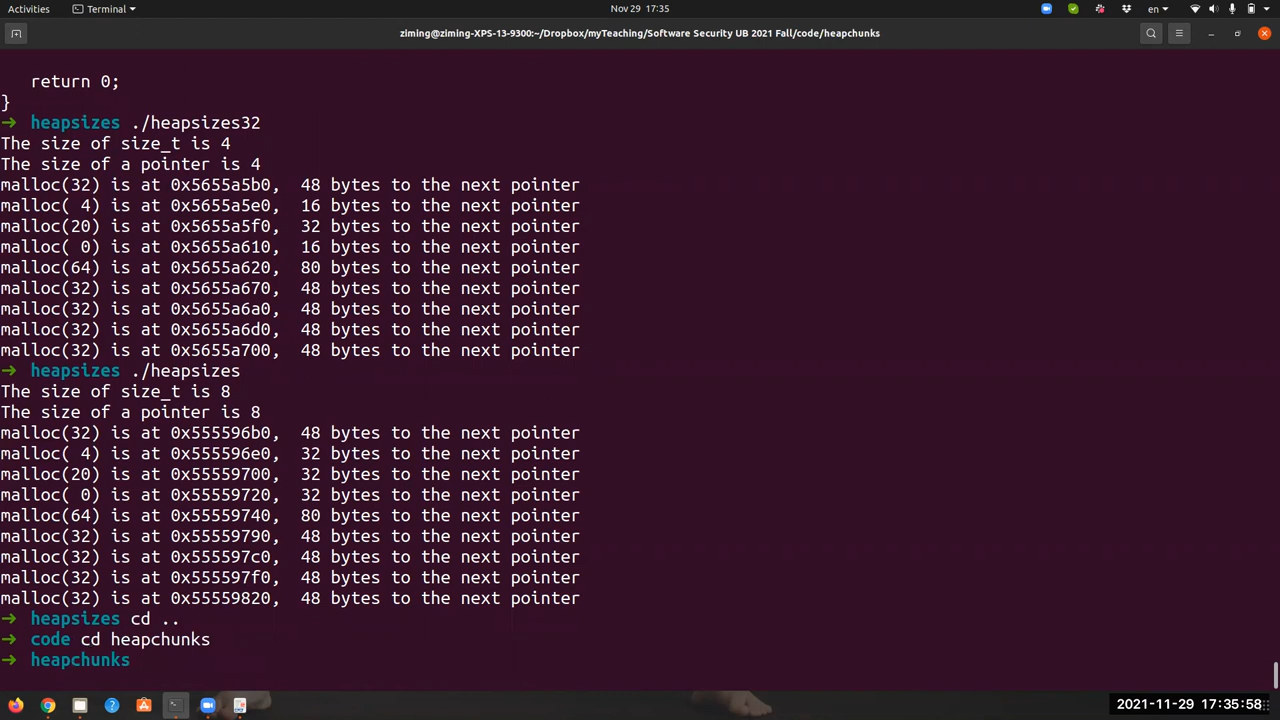 Activities Terminal Nov 29 17:35 en
ziming@ziming-XPS-13-9300:~/Dropbox/myTeaching/Software Security UB 2021 Fall/code/heapchunks
return 0;
}
➜ heapsizes ./heapsizes32
The size of size_t is 4
The size of a pointer is 4
malloc(32) is at 0x5655a5b0,  48 bytes to the next pointer
malloc( 4) is at 0x5655a5e0,  16 bytes to the next pointer
malloc(20) is at 0x5655a5f0,  32 bytes to the next pointer
malloc( 0) is at 0x5655a610,  16 bytes to the next pointer
malloc(64) is at 0x5655a620,  80 bytes to the next pointer
malloc(32) is at 0x5655a670,  48 bytes to the next pointer
malloc(32) is at 0x5655a6a0,  48 bytes to the next pointer
malloc(32) is at 0x5655a6d0,  48 bytes to the next pointer
malloc(32) is at 0x5655a700,  48 bytes to the next pointer
➜ heapsizes ./heapsizes
The size of size_t is 8
The size of a pointer is 8
malloc(32) is at 0x555596b0,  48 bytes to the next pointer
malloc( 4) is at 0x555596e0,  32 bytes to the next pointer
malloc(20) is at 0x55559700,  32 bytes to the next pointer
malloc( 0) is at 0x55559720,  32 bytes to the next pointer
malloc(64) is at 0x55559740,  80 bytes to the next pointer
malloc(32) is at 0x55559790,  48 bytes to the next pointer
malloc(32) is at 0x555597c0,  48 bytes to the next pointer
malloc(32) is at 0x555597f0,  48 bytes to the next pointer
malloc(32) is at 0x55559820,  48 bytes to the next pointer
➜ heapsizes cd ..
➜ code cd heapchunks
➜ heapchunks
2021-11-29 17:35:58